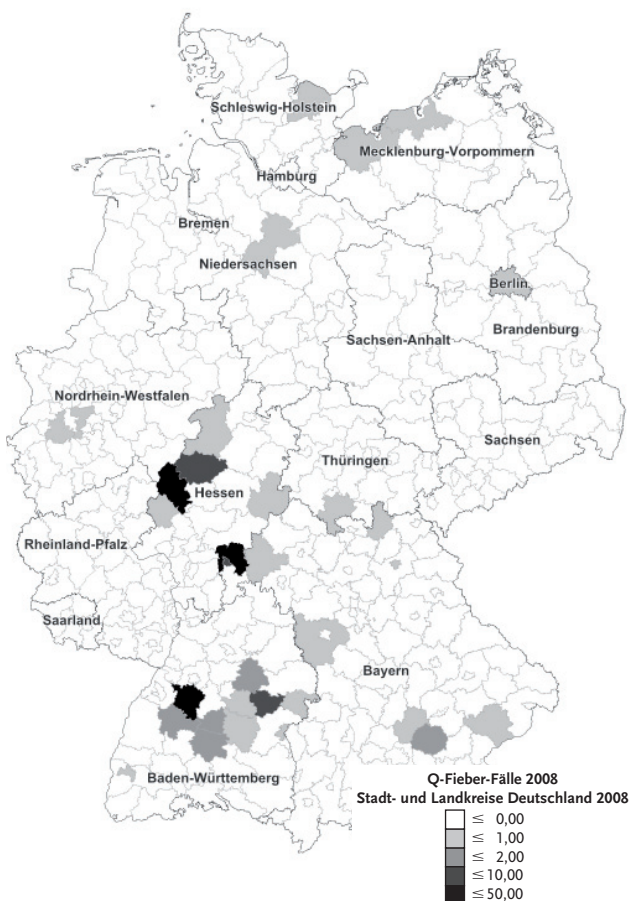 Schleswig-Holstein
Mecklenburg-Vorpommern
Hamburg
Bremen
Niedersachsen
Berlin
Brandenburg
Sachsen-Anhalt
Nordrhein-Westfalen
Sachsen
Thüringen
Hessen
Rheinland-Pfalz
Saarland
Bayern
Baden-Württemberg
Q-Fieber-Fälle 2008
Stadt- und Landkreise Deutschland 2008
≤ 0,00
≤ 1,00
≤ 2,00
≤ 10,00
≤ 50,00